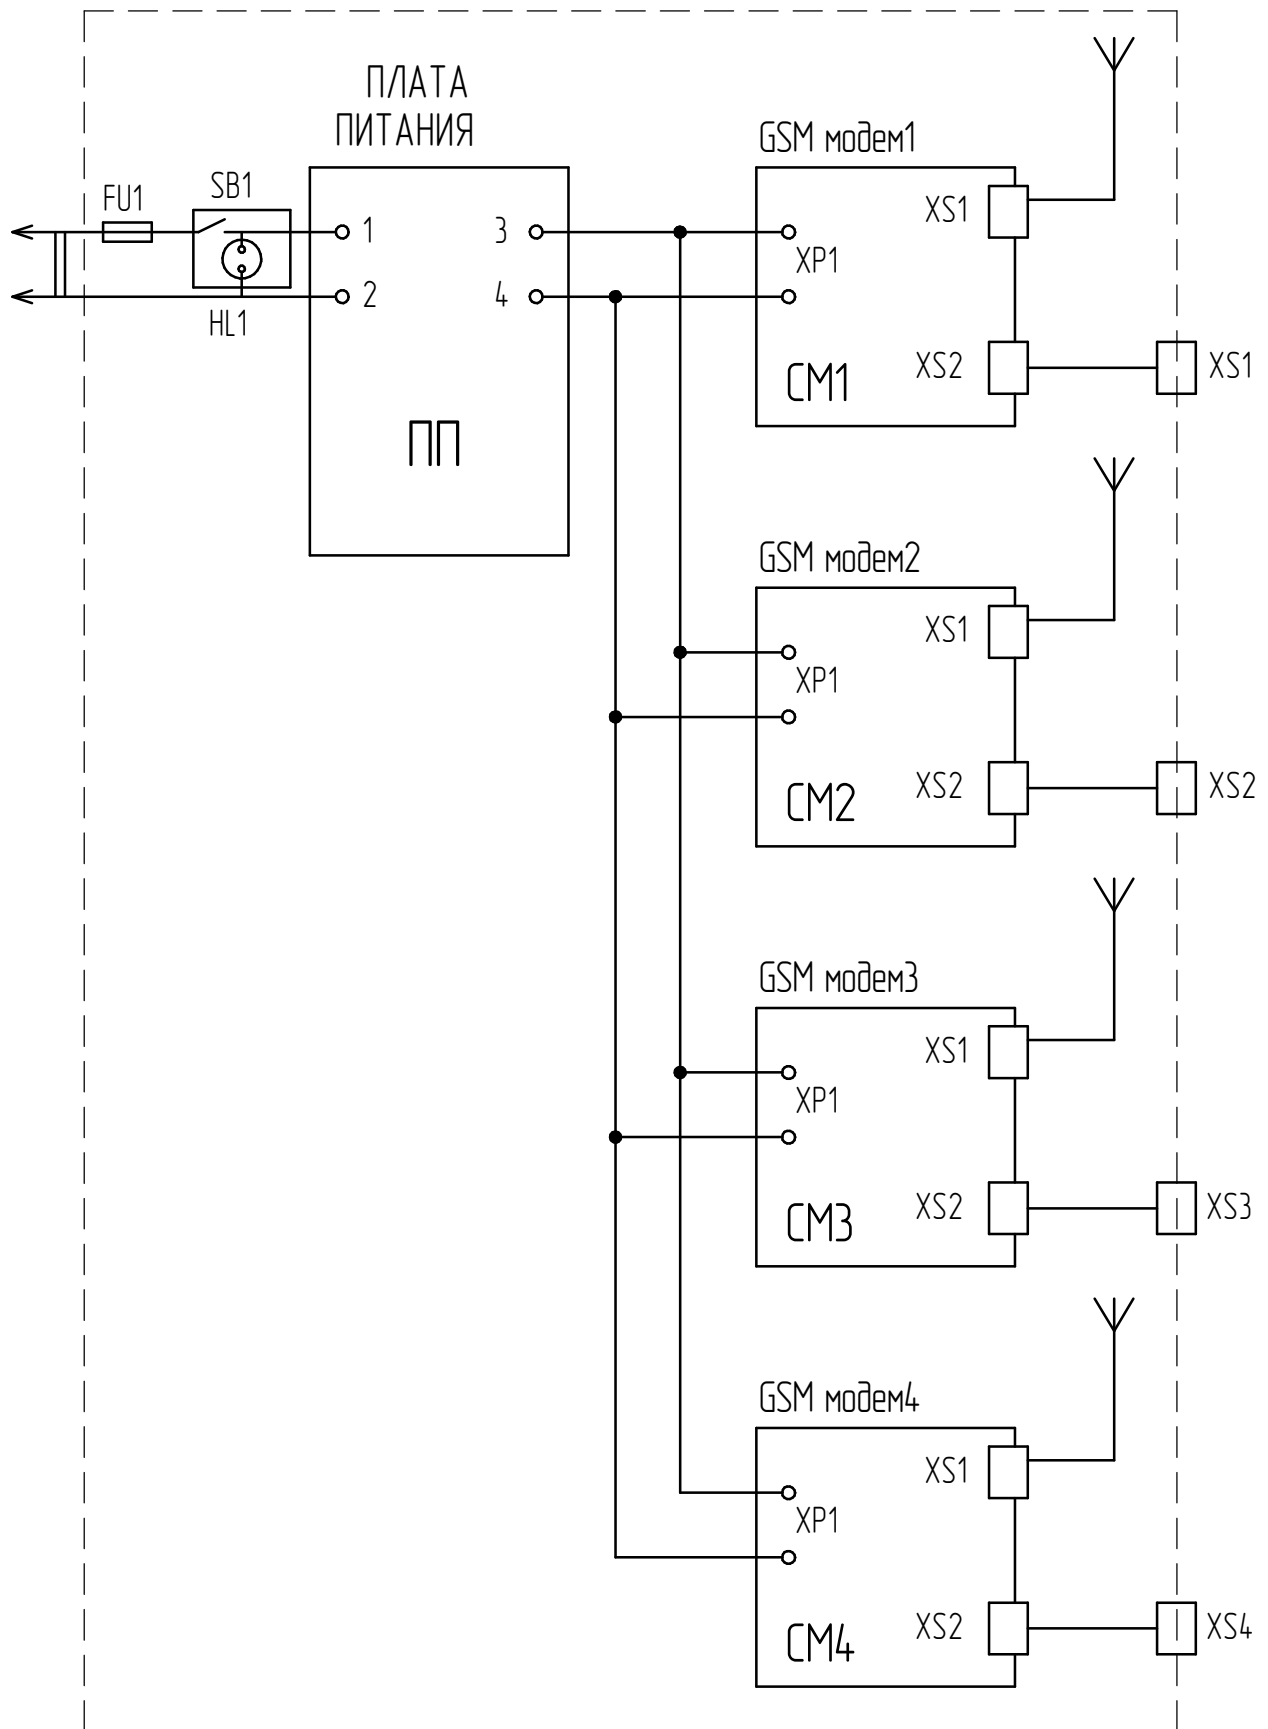 ПЛАТА
ПИТАНИЯ
FU1
SB1
HL1
1
2
3
4
ПП
GSM модем1
XS1
XP1
XS2
СМ1
XS1
GSM модем2
XS1
XP1
XS2
СМ2
XS2
GSM модем3
XS1
XP1
XS2
СМ3
XS3
GSM модем4
XS1
XP1
XS2
СМ4
XS4